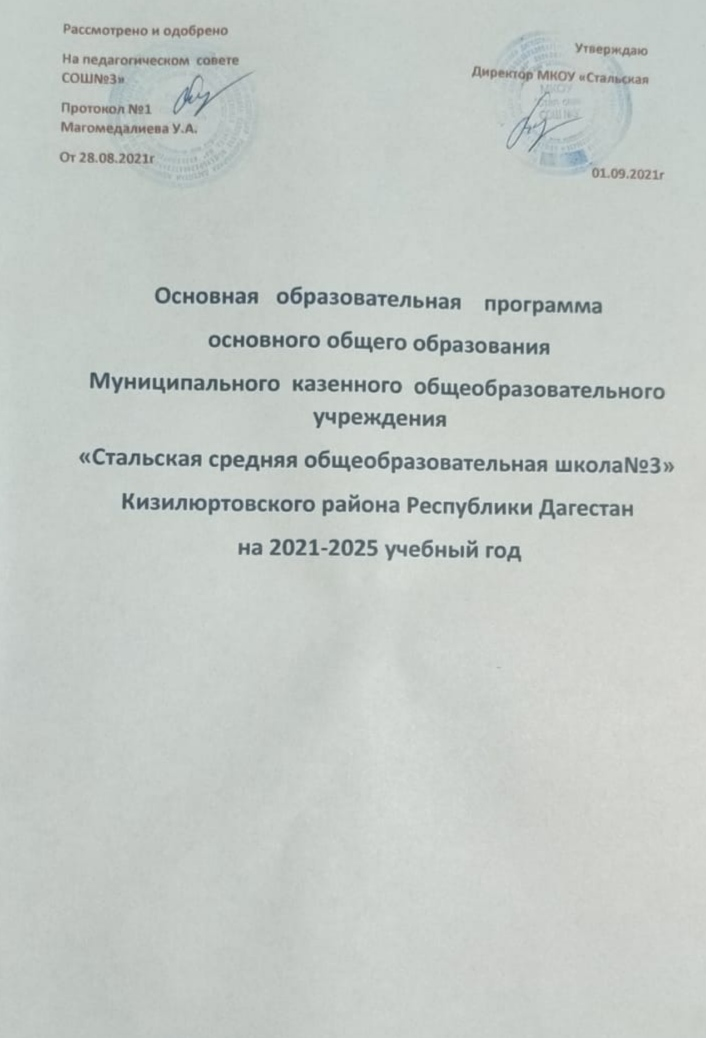 Рассмотрено и одобрено
На педагогическом совете
СОШ№3»
Протокол №1
Магомедалиева У.А.
От 28.08.2021г
Утверждаю
Директор МКОУ «Стальская
01.09.2021г
Основная образовательная программа
основного общего образования
Муниципального казенного общеобразовательного
учреждения
«Стальская средняя общеобразовательная школа№3»
Кизилюртовского района Республики Дагестан
на 2021-2025 учебный год